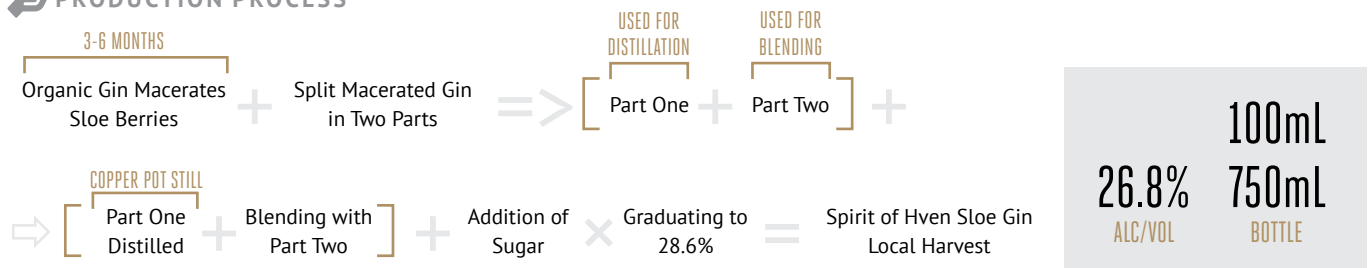 PRODUCTION PROCESS
3-6 MONTHS
Organic Gin Macerates
Sloe Berries
+
Split Macerated Gin
in Two Parts
=>
USED FOR
DISTILLATION
[ Part One
+
USED FOR
BLENDING
Part Two ]
+
COPPER POT STILL
[ Part One
Distilled
+
Blending with
Part Two ]
+
Addition of
Sugar
×
Graduating to
28.6%
=
Spirit of Hven Sloe Gin
Local Harvest
26.8%
ALC/VOL
100mL
750mL
BOTTLE